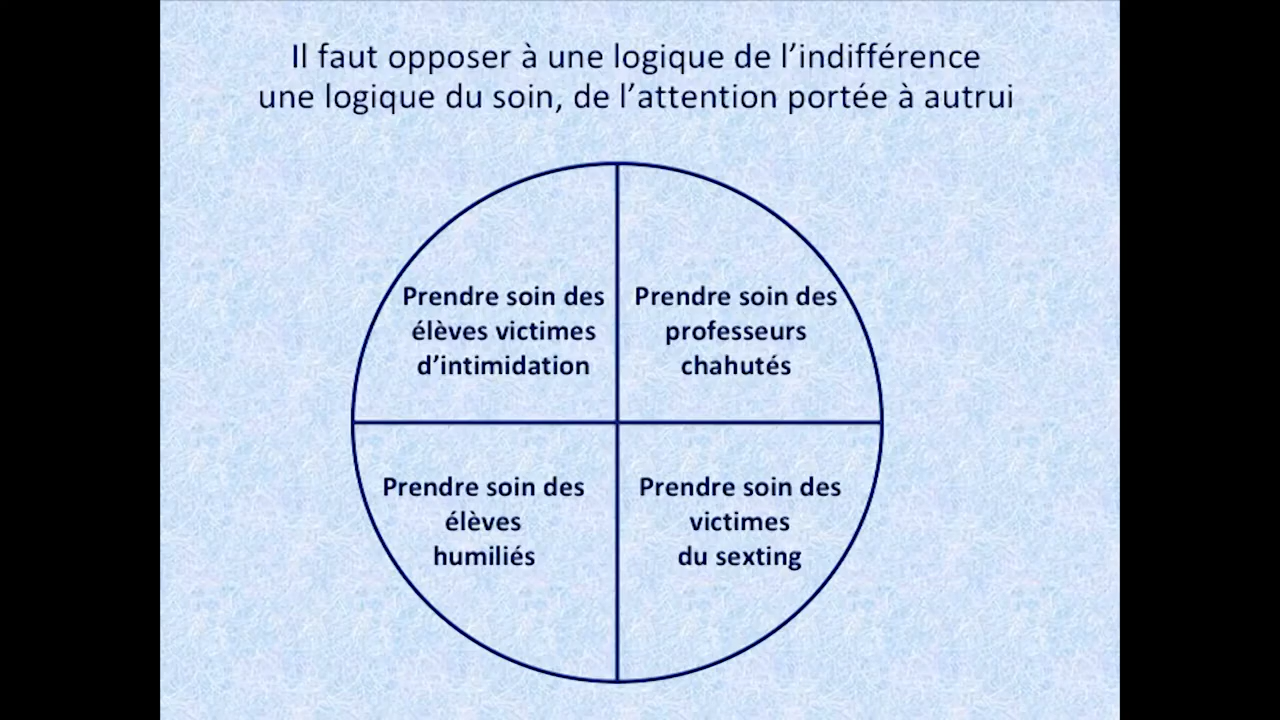 Il faut opposer à une logique de l’indifférence
une logique du soin, de l’attention portée à autrui
Prendre soin des
élèves victimes
d’intimidation
Prendre soin des
professeurs
chahutés
Prendre soin des
élèves
humiliés
Prendre soin des
victimes
du sexting